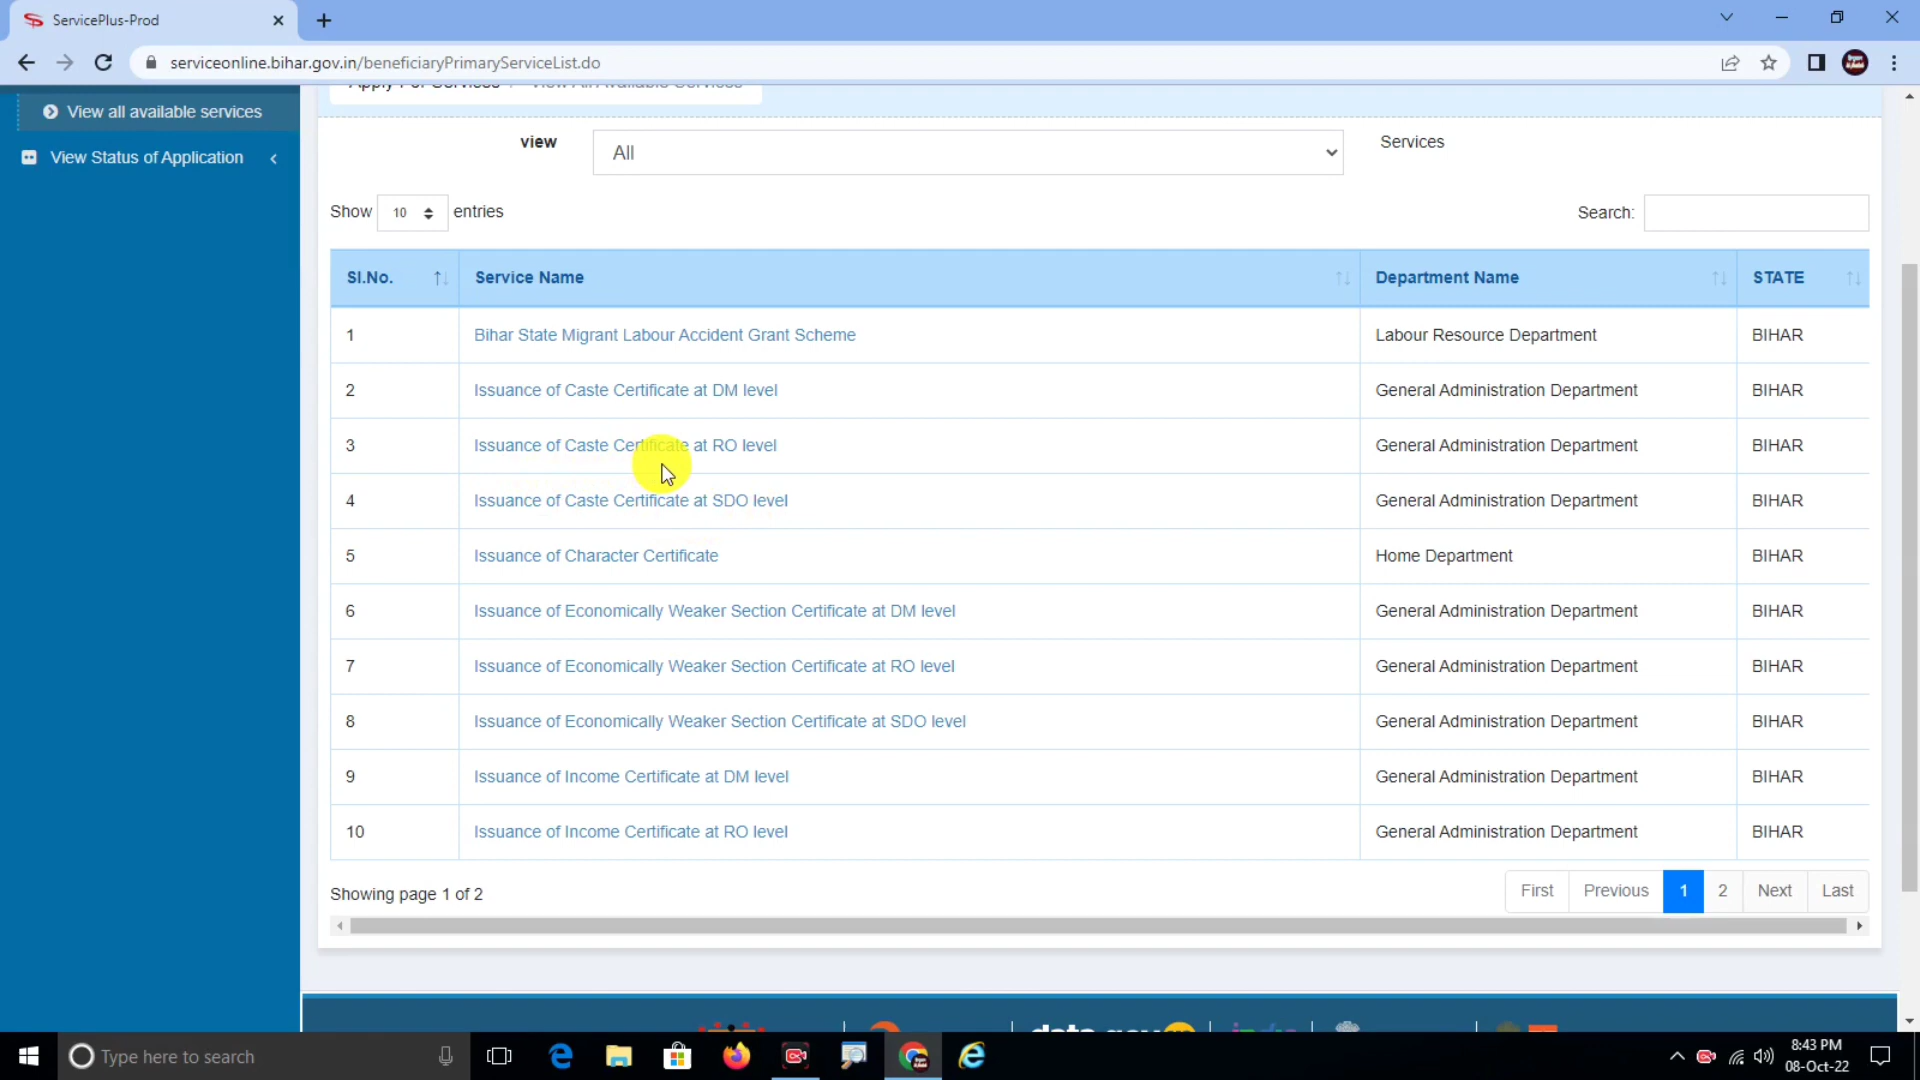 ServicePlus-Prod
serviceonline.bihar.gov.in/beneficiaryPrimaryServiceList.do
Apply For Services / View All Available Services
View all available services
View Status of Application
view All Services
Show 10 entries Search:
Sl.No. Service Name Department Name STATE
1 Bihar State Migrant Labour Accident Grant Scheme Labour Resource Department BIHAR
2 Issuance of Caste Certificate at DM level General Administration Department BIHAR
3 Issuance of Caste Certificate at RO level General Administration Department BIHAR
4 Issuance of Caste Certificate at SDO level General Administration Department BIHAR
5 Issuance of Character Certificate Home Department BIHAR
6 Issuance of Economically Weaker Section Certificate at DM level General Administration Department BIHAR
7 Issuance of Economically Weaker Section Certificate at RO level General Administration Department BIHAR
8 Issuance of Economically Weaker Section Certificate at SDO level General Administration Department BIHAR
9 Issuance of Income Certificate at DM level General Administration Department BIHAR
10 Issuance of Income Certificate at RO level General Administration Department BIHAR
Showing page 1 of 2 First Previous 1 2 Next Last
Type here to search
8:43 PM
08-Oct-22